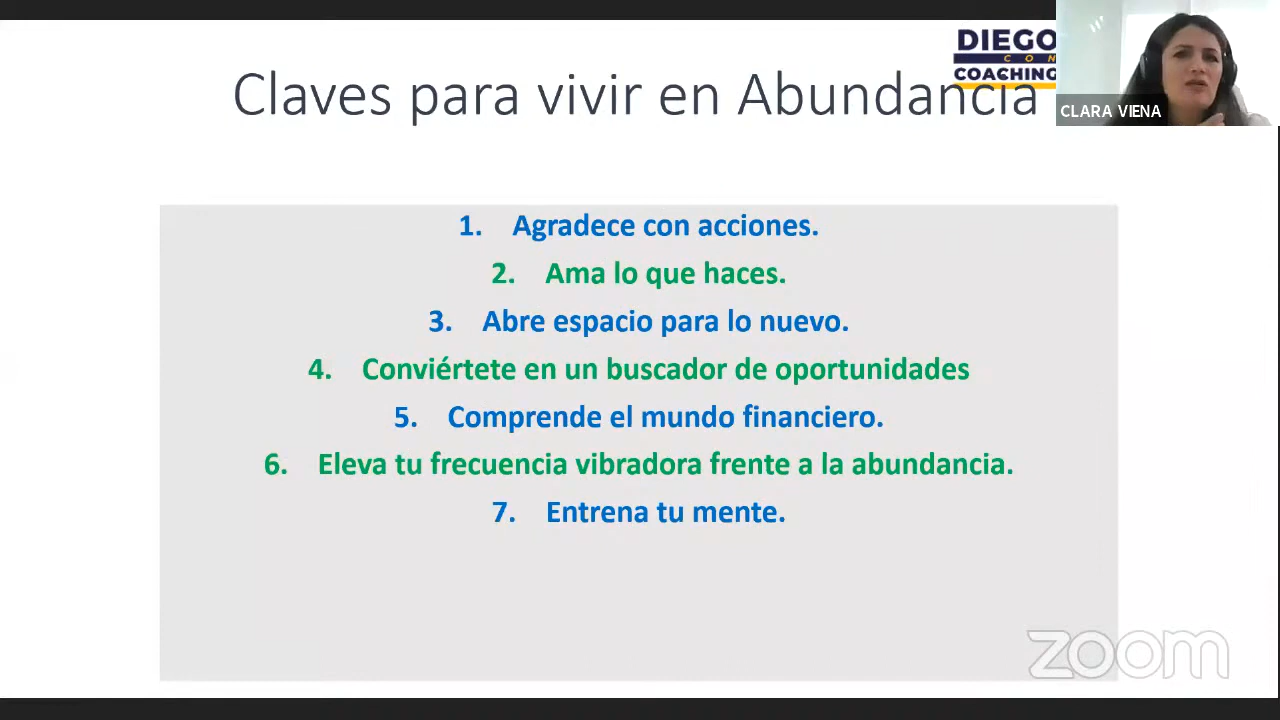 DIEGO
CON
COACHING
Claves para vivir en Abundancia
CLARA VIENA
1. Agradece con acciones.
2. Ama lo que haces.
3. Abre espacio para lo nuevo.
4. Conviértete en un buscador de oportunidades
5. Comprende el mundo financiero.
6. Eleva tu frecuencia vibradora frente a la abundancia.
7. Entrena tu mente.
zoom